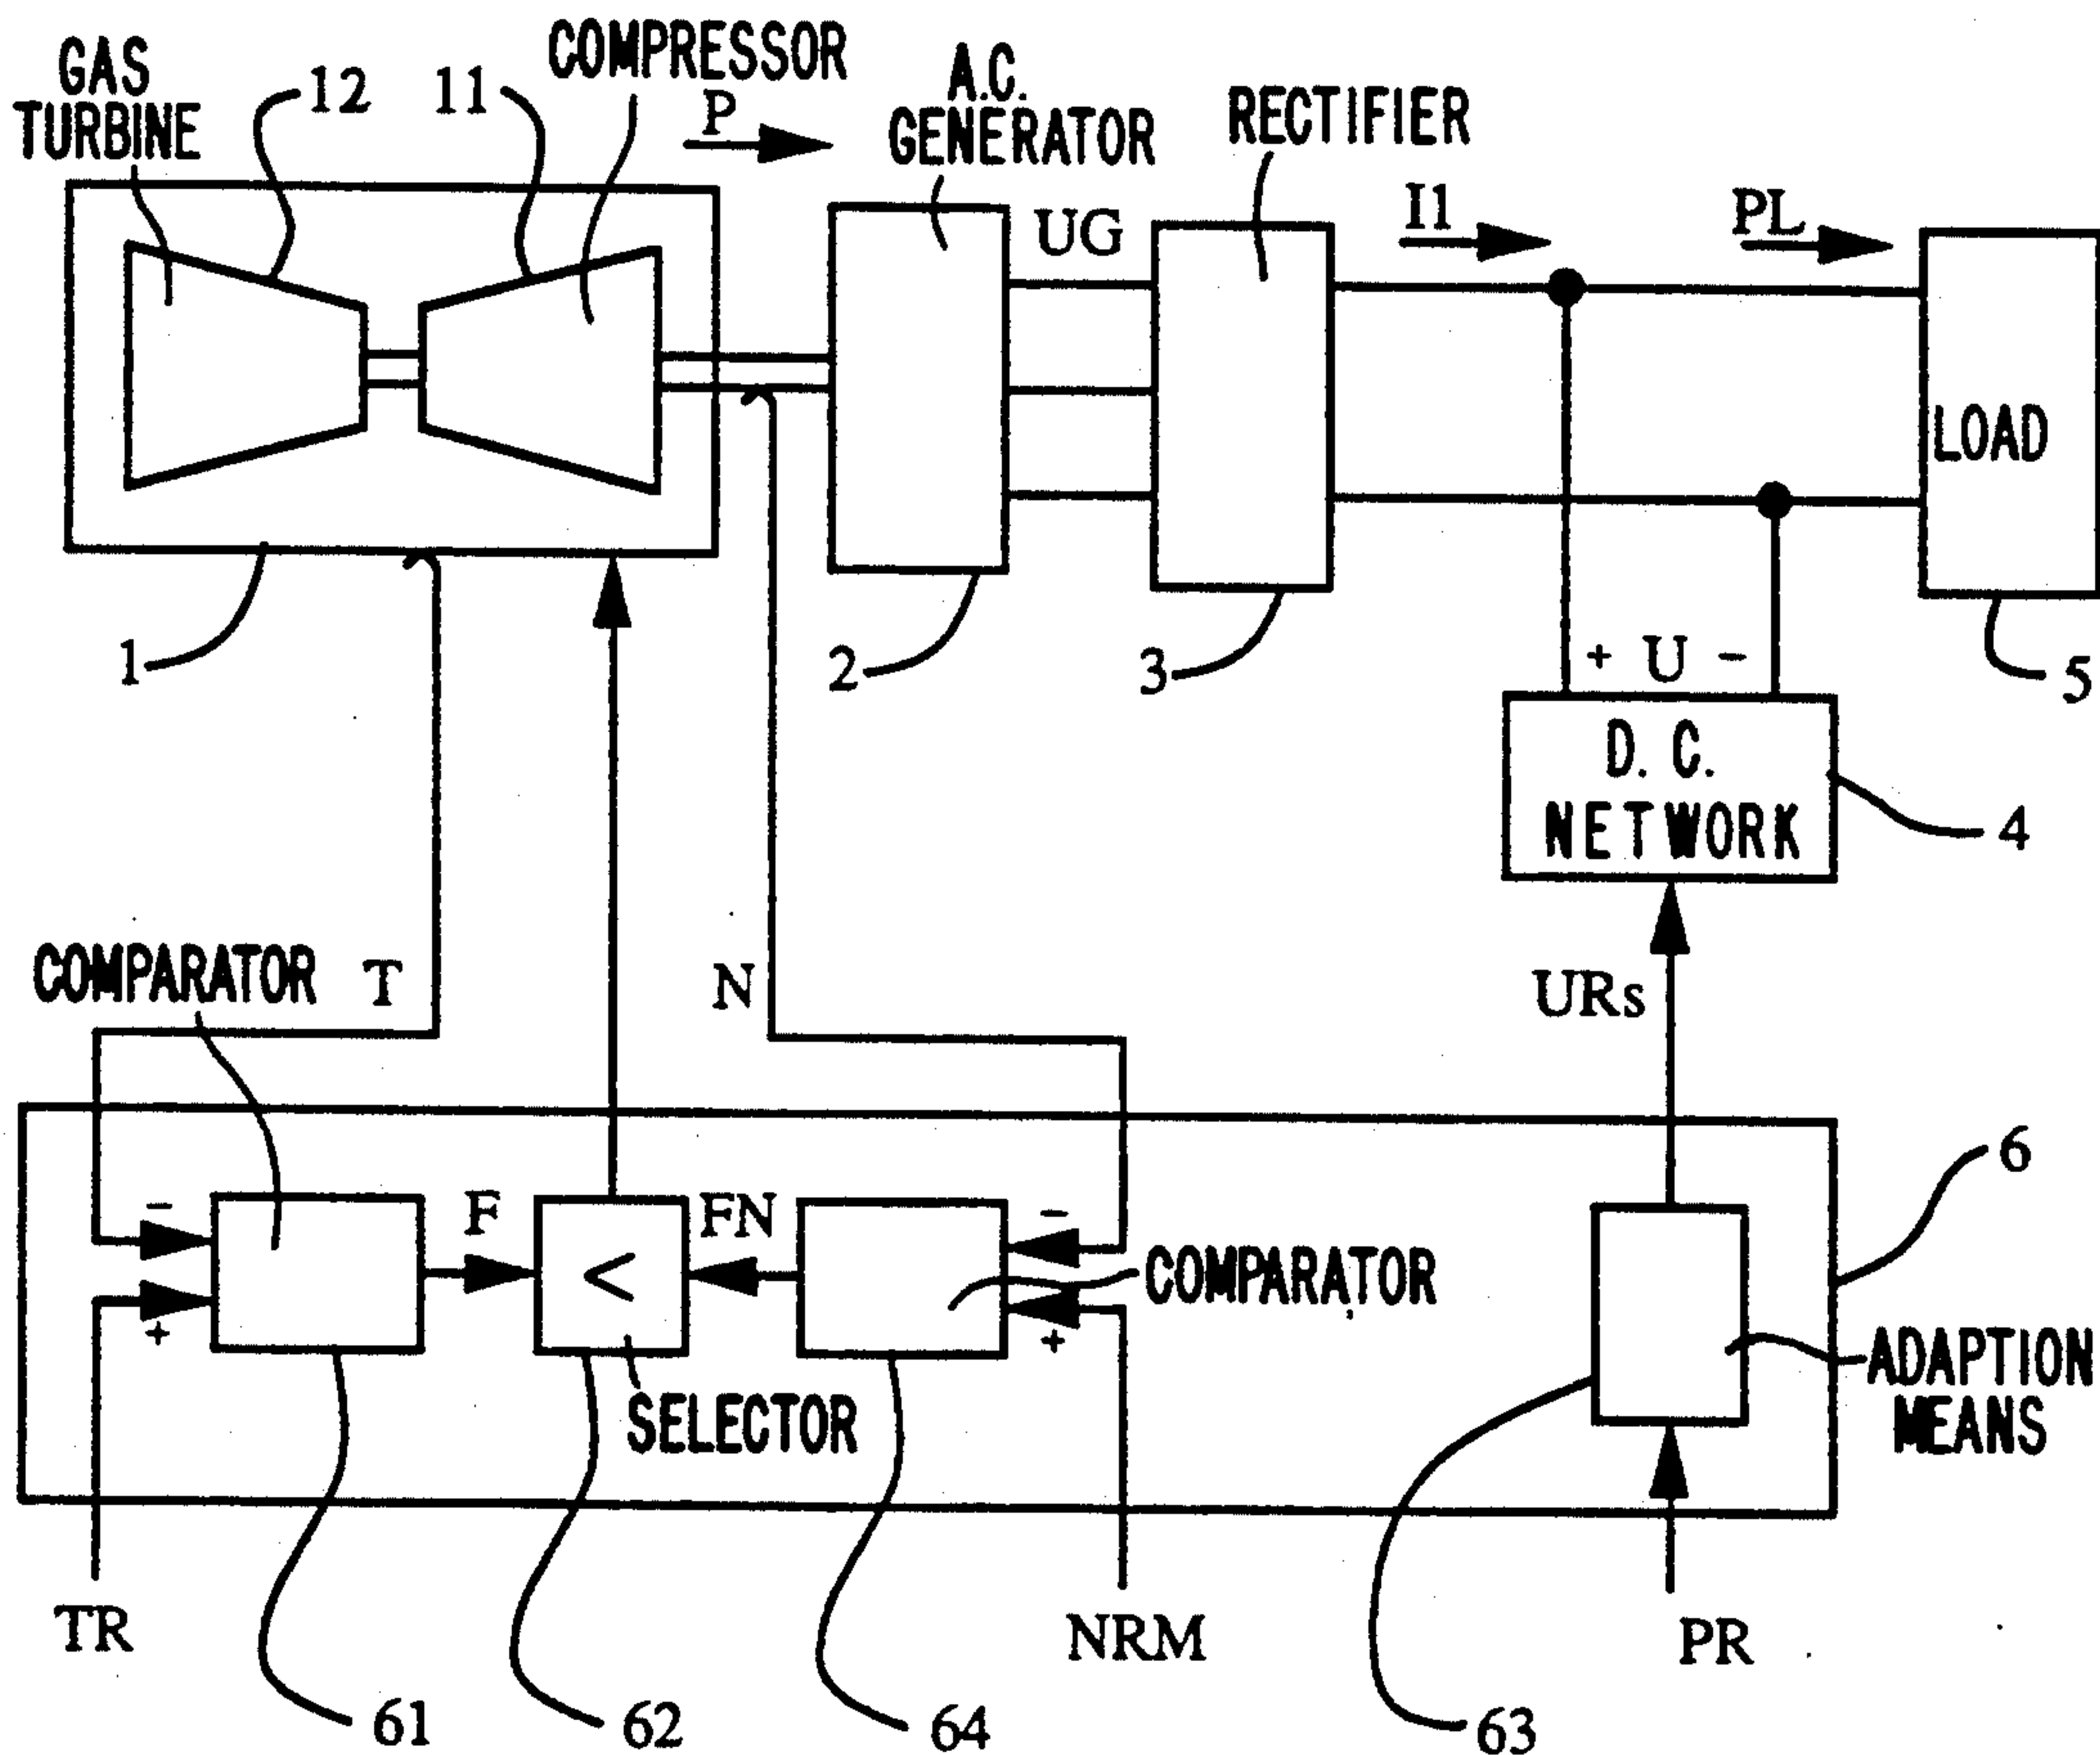 GAS
TURBINE
12
11
COMPRESSOR
P
A.C.
GENERATOR
RECTIFIER
UG
I1
PL
LOAD
1
2
3
+ U -
5
D. C.
NETWORK
4
COMPARATOR
T
N
URs
6
-
F
FN
-
<
COMPARATOR
+
+
SELECTOR
ADAPTION
MEANS
TR
NRM
PR
61
62
64
63